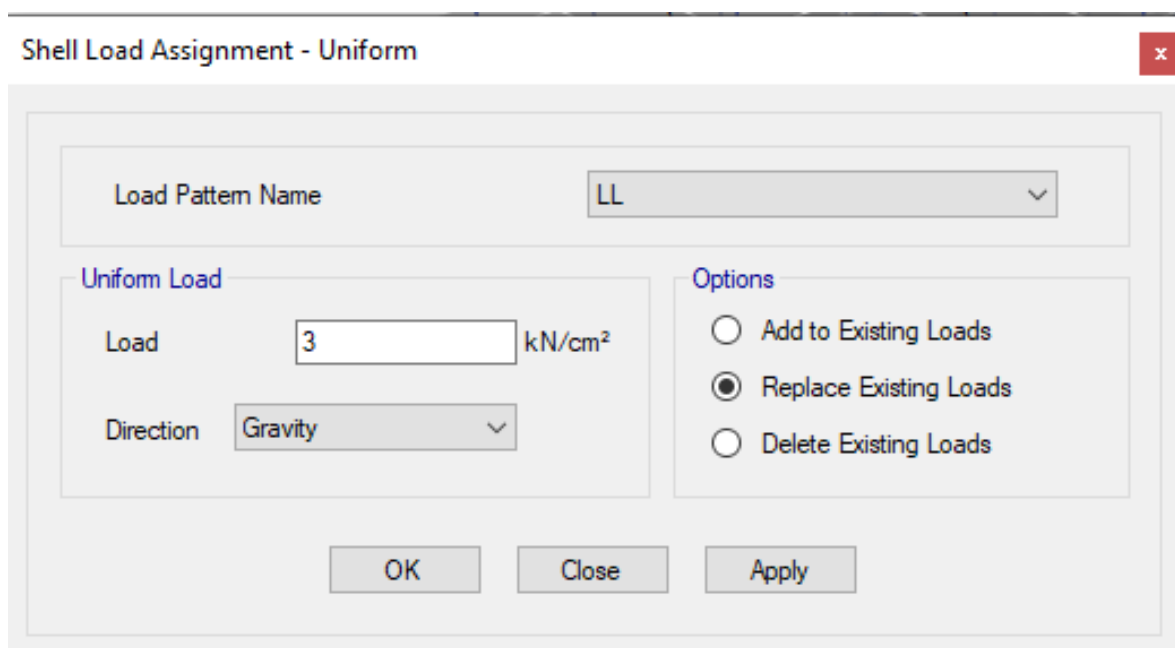 Shell Load Assignment - Uniform
x
Load Pattern Name
LL
Uniform Load
Load
3
kN/cm²
Direction
Gravity
Options
Add to Existing Loads
Replace Existing Loads
Delete Existing Loads
OK
Close
Apply